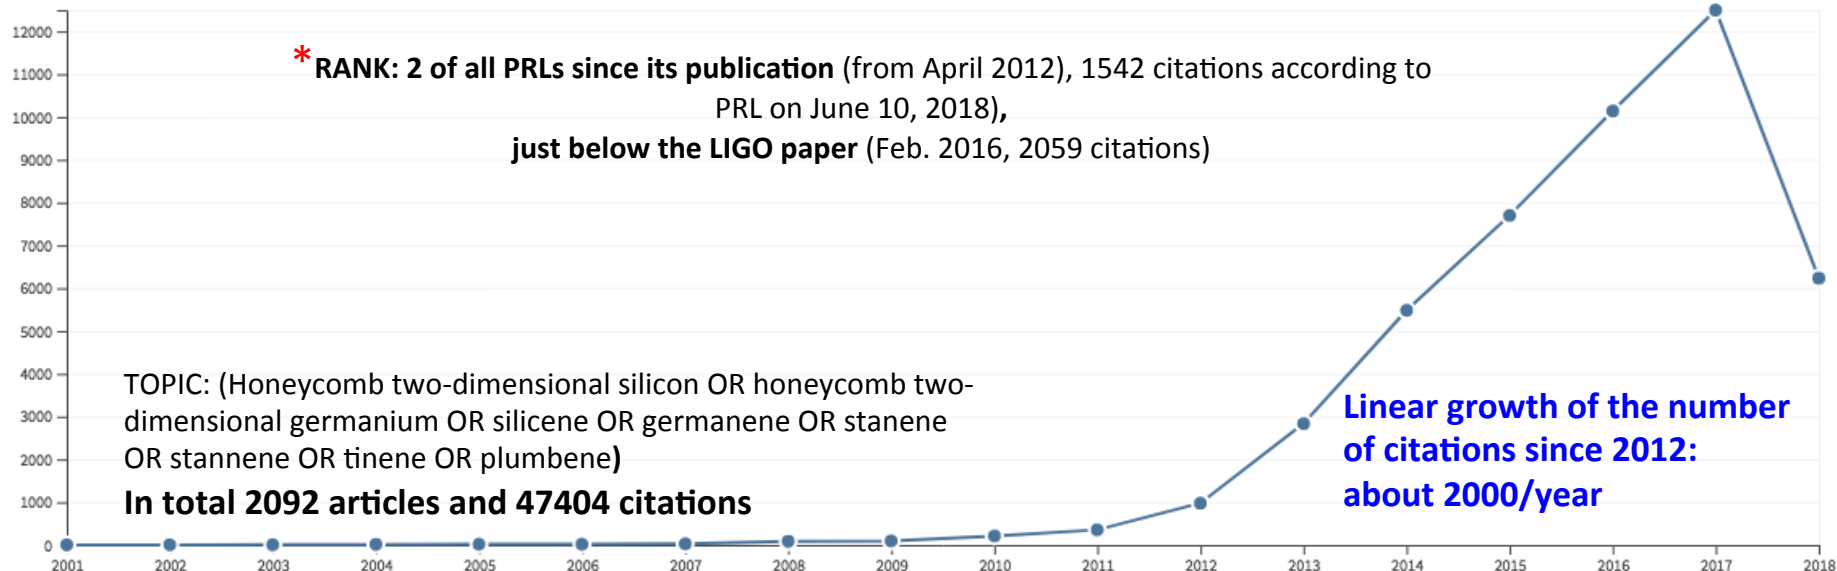 12000
11000
10000
9000
8000
7000
6000
5000
4000
3000
2000
1000
0
*RANK: 2 of all PRLs since its publication (from April 2012), 1542 citations according to
PRL on June 10, 2018),
just below the LIGO paper (Feb. 2016, 2059 citations)
TOPIC: (Honeycomb two-dimensional silicon OR honeycomb two-
dimensional germanium OR silicene OR germanene OR stanene
OR stannene OR tinene OR plumbene)
In total 2092 articles and 47404 citations
Linear growth of the number
of citations since 2012:
about 2000/year
2001 2002 2003 2004 2005 2006 2007 2008 2009 2010 2011 2012 2013 2014 2015 2016 2017 2018